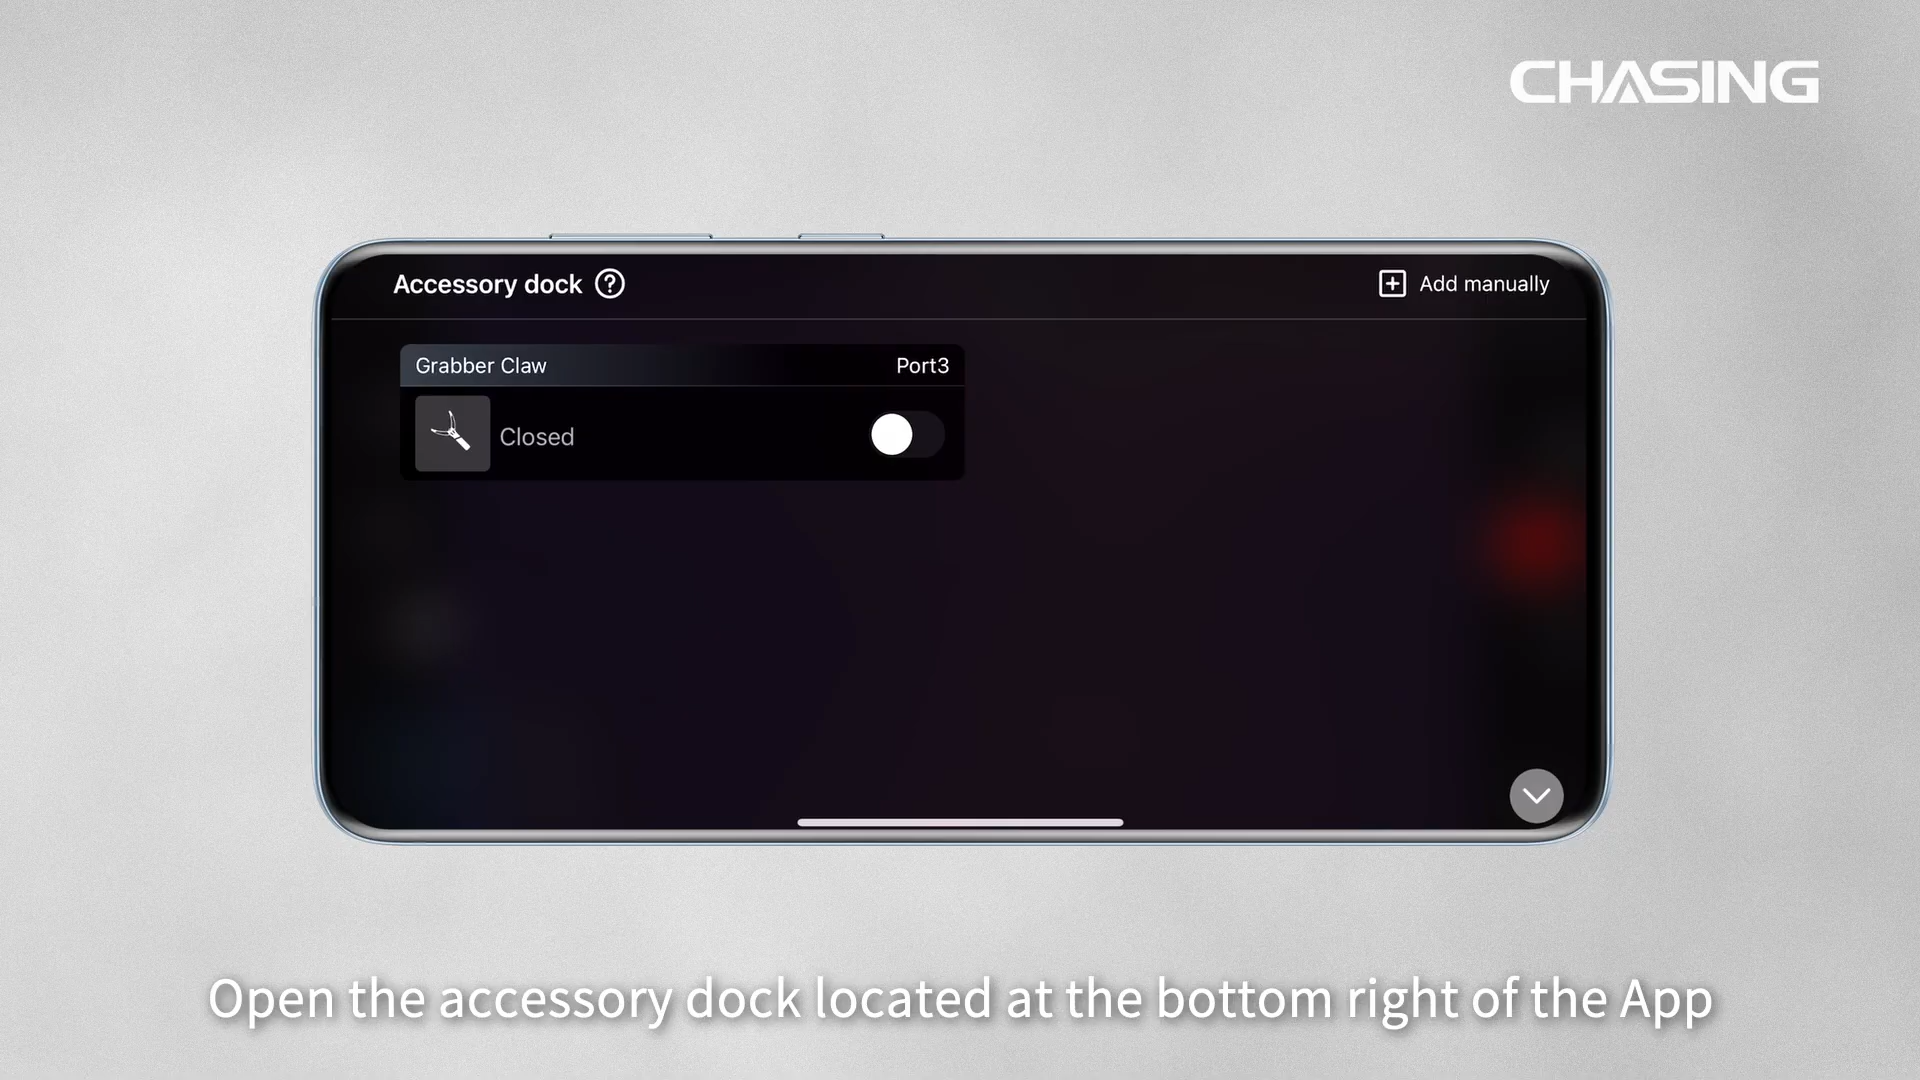 CHASING
Accessory dock
Add manually
Grabber Claw
Port3
Closed
Open the accessory dock located at the bottom right of the App